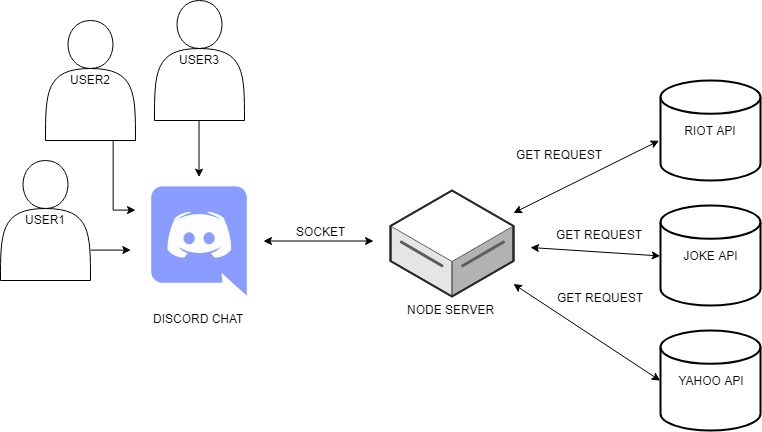 USER3
USER2
USER1
RIOT API
GET REQUEST
SOCKET
GET REQUEST
JOKE API
GET REQUEST
NODE SERVER
DISCORD CHAT
YAHOO API